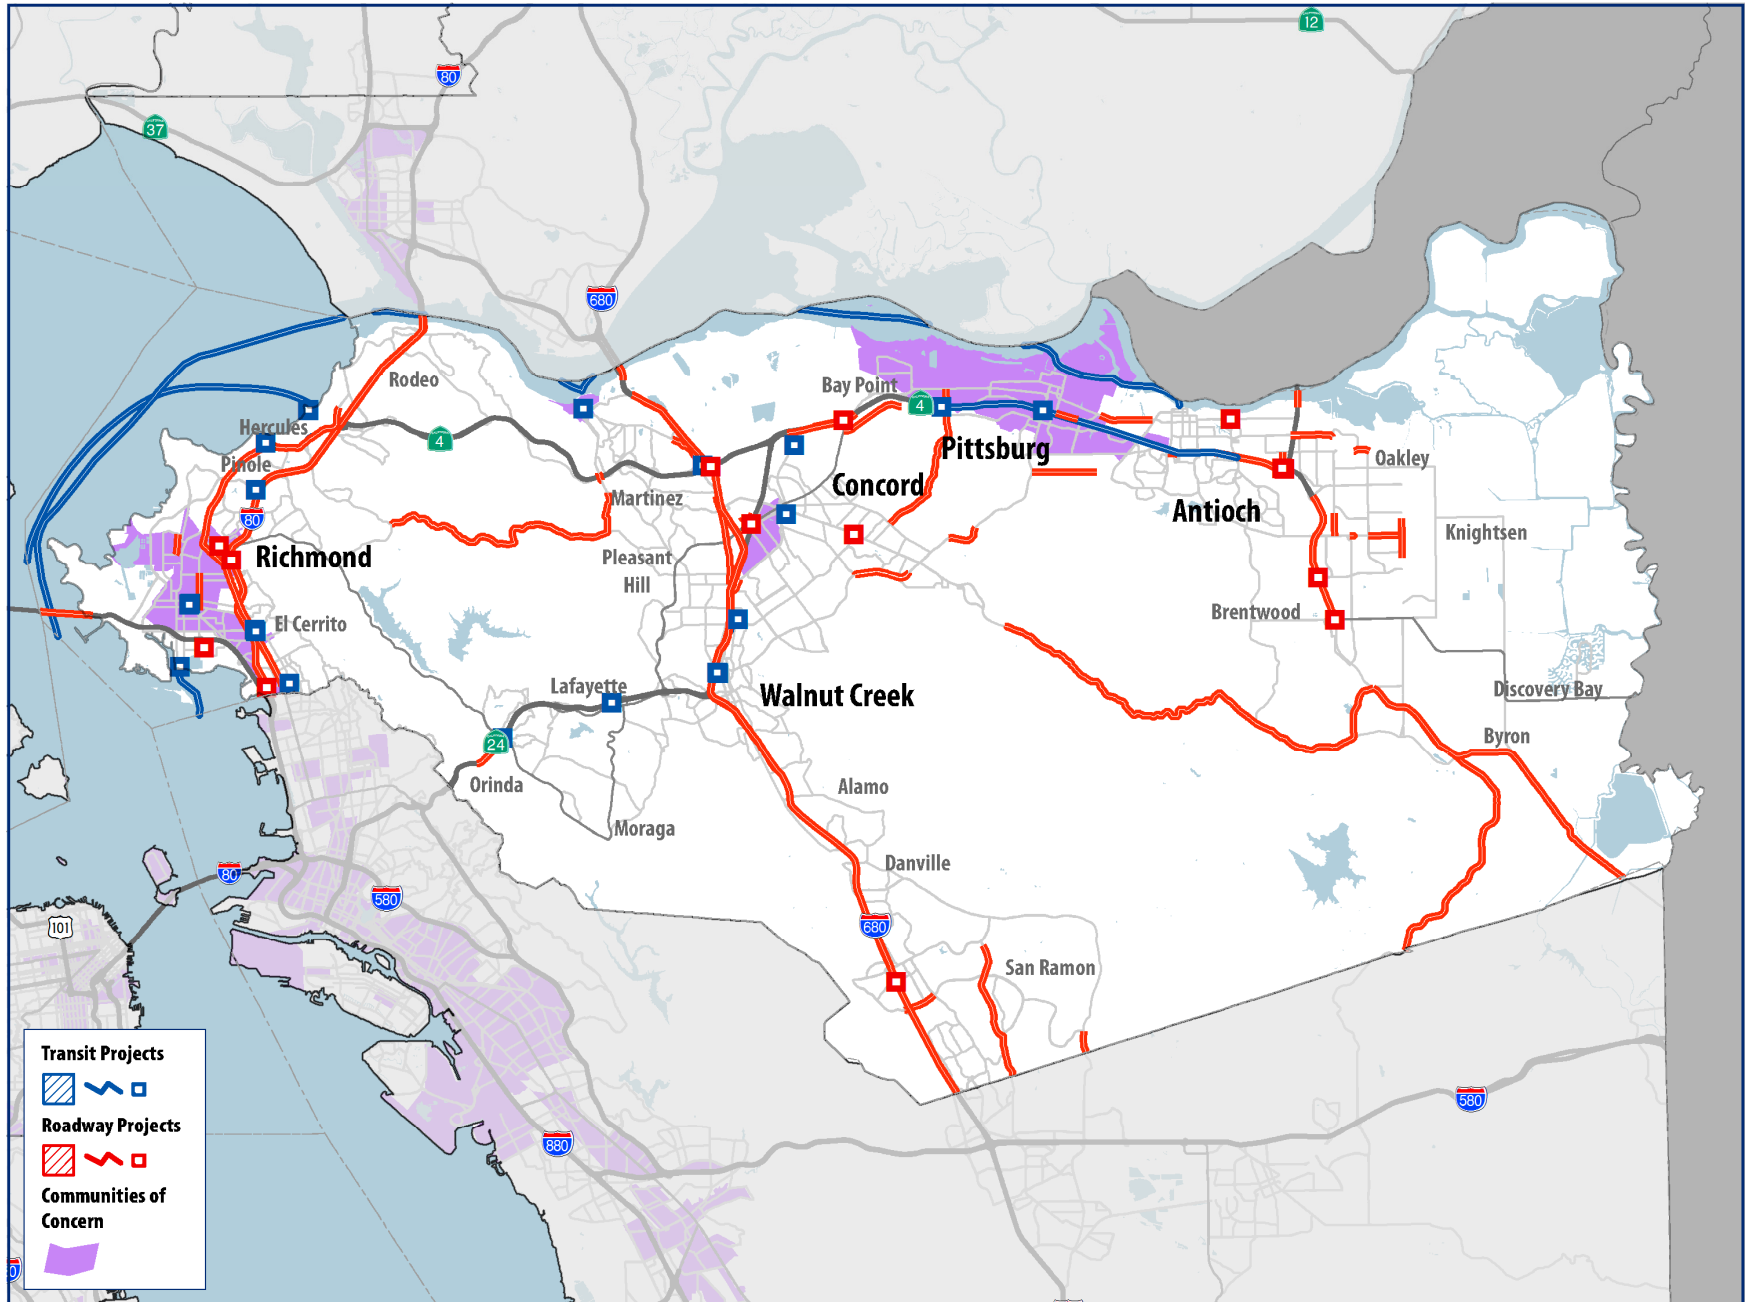 12
80
37
680
Rodeo
Bay Point
4
Hercules
4
Pinole
Pittsburg
Oakley
Martinez
Concord
Antioch
80
Richmond
Pleasant
Hill
Knightsen
El Cerrito
Brentwood
Lafayette
Walnut Creek
Discovery Bay
24
Byron
Orinda
Alamo
Moraga
Danville
80
580
101
680
San Ramon
Transit Projects
Roadway Projects
Communities of
Concern
580
880